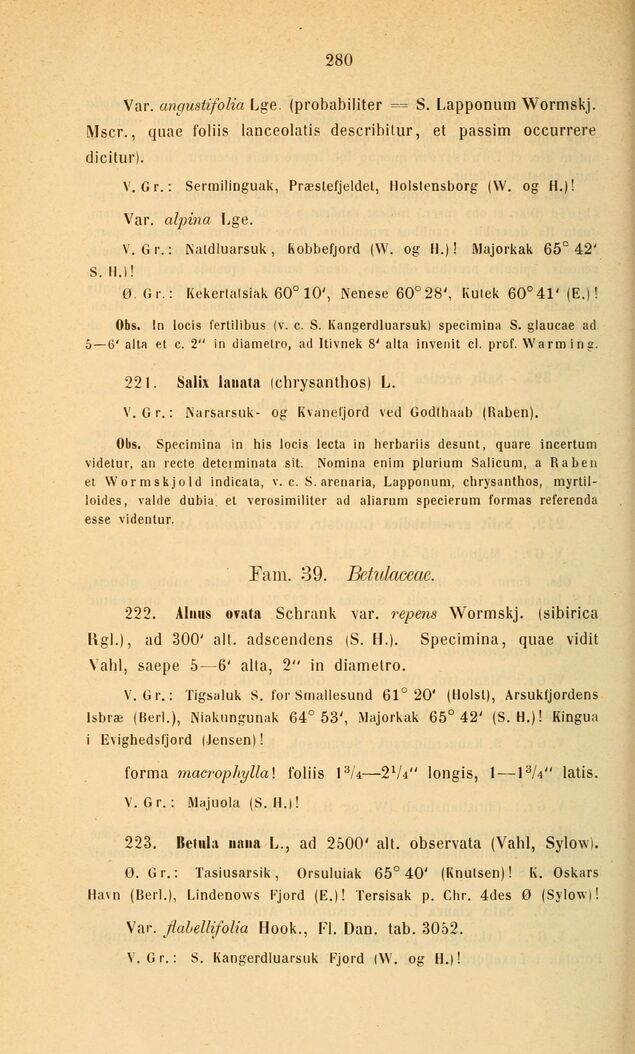 280
Var. angustifolia Lge. (probabiliter = S. Lapponum Wormskj.
Mscr., quae foliis lanceolatis describitur, et passim occurrere
dicitur).
V. Gr.: Sermilinguak, Præstefjeldet, Holstensborg (W. og H.)!
Var. alpina Lge.
V. Gr.: Natdluarsuk, Kobbefjord (W. og H.)! Majorkak 65° 42′
S. H.)!
Ø. Gr.: Kekertatsiak 60° 10′, Nenese 60° 28′, Kutek 60° 41′ (E.)!
Obs. In locis fertilibus (v. c. S. Kangerdluarsuk) specimina S. glaucae ad
5—6′ alta et c. 2″ in diametro, ad Itivnek 8′ alta invenit cl. prof. Warming.
221. Salix lanata (chrysanthos) L.
V. Gr.: Narsarsuk- og Kvanefjord ved Godthaab (Raben).
Obs. Specimina in his locis lecta in herbariis desunt, quare incertum
videtur, an recte determinata sit. Nomina enim plurium Salicum, a Raben
et Wormskjold indicata, v. c. S. arenaria, Lapponum, chrysanthos, myrtil-
loides, valde dubia et verosimiliter ad aliarum specierum formas referenda
esse videntur.
Fam. 39. Betulaceae.
222. Alnus ovata Schrank var. repens Wormskj. (sibirica
Rgl.), ad 300′ alt. adscendens (S. H.). Specimina, quae vidit
Vahl, saepe 5—6′ alta, 2″ in diametro.
V. Gr.: Tigsaluk S. for Smallesund 61° 20′ (Holst), Arsukfjordens
Isbræ (Berl.), Niakungunak 64° 53′, Majorkak 65° 42′ (S. H.)! Kingua
i Evighedsfjord (Jensen)!
forma macrophylla! foliis 1³/₄—2¹/₄″ longis, 1—1³/₄″ latis.
V. Gr.: Majuola (S. H.)!
223. Betula nana L., ad 2500′ alt. observata (Vahl, Sylow).
Ø. Gr.: Tasiusarsik, Orsuluiak 65° 40′ (Knutsen)! K. Oskars
Havn (Berl.), Lindenows Fjord (E.)! Tersisak p. Chr. 4des Ø (Sylow)!
Var. flabellifolia Hook., Fl. Dan. tab. 3052.
V. Gr.: S. Kangerdluarsuk Fjord (W. og H.)!